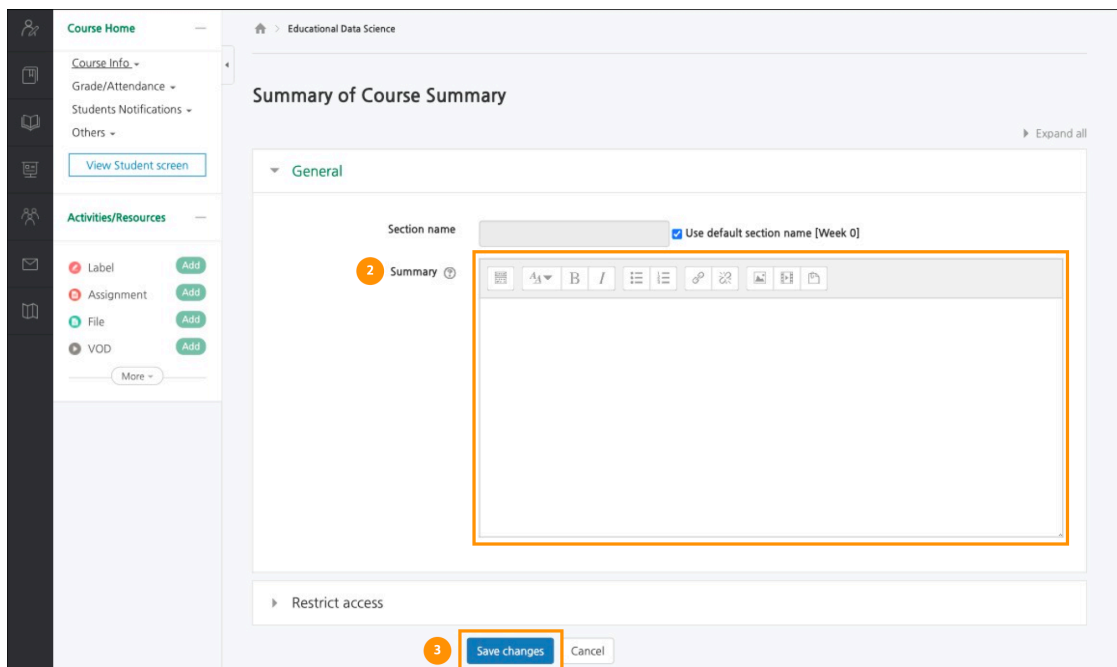 Course Home
Course Info
Grade/Attendance
Students Notifications
Others
View Student screen
Activities/Resources
Label Add
Assignment Add
File Add
VOD Add
More
Educational Data Science
Summary of Course Summary
Expand all
General
Section name
Use default section name [Week 0]
2 Summary
B I
Restrict access
3 Save changes Cancel